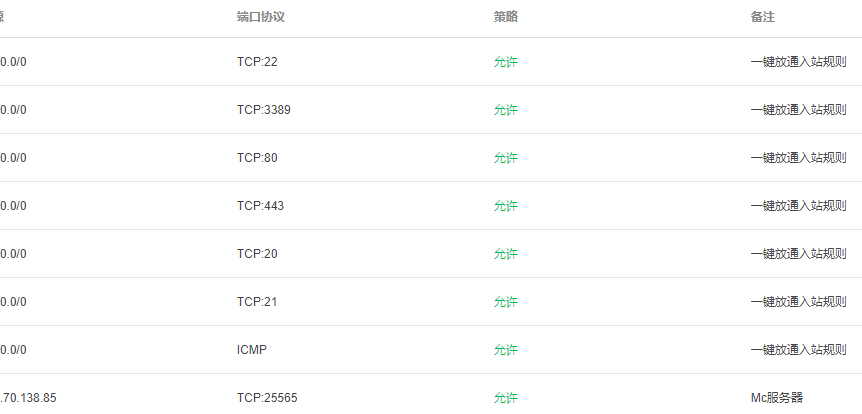 源 端口协议 策略 备注
0.0/0 TCP:22 允许 一键放通入站规则
0.0/0 TCP:3389 允许 一键放通入站规则
0.0/0 TCP:80 允许 一键放通入站规则
0.0/0 TCP:443 允许 一键放通入站规则
0.0/0 TCP:20 允许 一键放通入站规则
0.0/0 TCP:21 允许 一键放通入站规则
0.0/0 ICMP 允许 一键放通入站规则
.70.138.85 TCP:25565 允许 Mc服务器